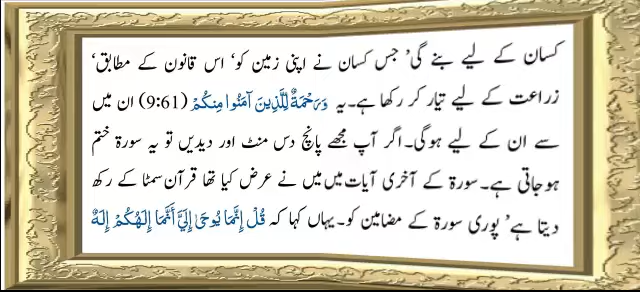 کسان کے لیے بنے گی’ جس کسان نے اپنی زمین کو‘ اس قانون کے مطابق‘
زراعت کے لیے تیار کر رکھا ہے۔یہ وَرَحْمَةٌ لِّلَّذِينَ آمَنُوا مِنكُمْ (9:61) ان میں
سے ان کے لیے ہوگی۔اگر آپ مجھے پانچ دس منٹ اور دیدیں تو یہ سورۃ ختم
ہوجاتی ہے۔سورۃ کے آخری آیات میں میں نے عرض کیا تھا قرآن سمٹا کے رکھ
دیتا ہے’ پوری سورۃ کے مضامین کو۔یہاں کہا کہ قُلْ إِنَّمَا يُوحَىٰ إِلَيَّ أَنَّمَا إِلَٰهُكُمْ إِلَٰهٌ